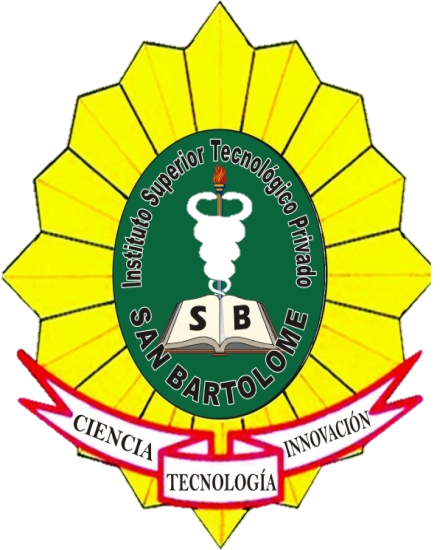 Instituto Superior Tecnológico Privado
S B
SAN BARTOLOME
CIENCIA
TECNOLOGÍA
INNOVACIÓN